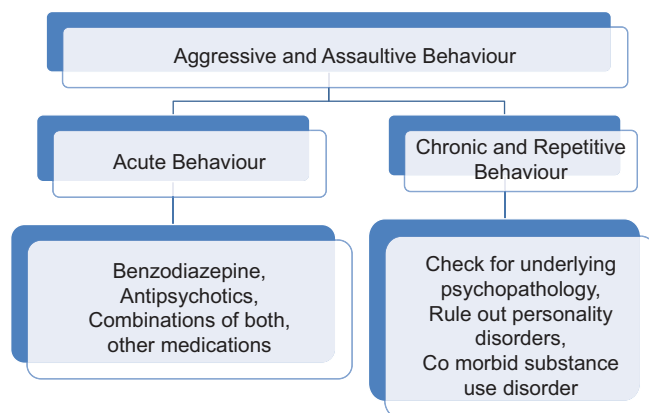 Aggressive and Assaultive Behaviour
Acute Behaviour
Chronic and Repetitive
Behaviour
Benzodiazepine,
Antipsychotics,
Combinations of both,
other medications
Check for underlying
psychopathology,
Rule out personality
disorders,
Co morbid substance
use disorder